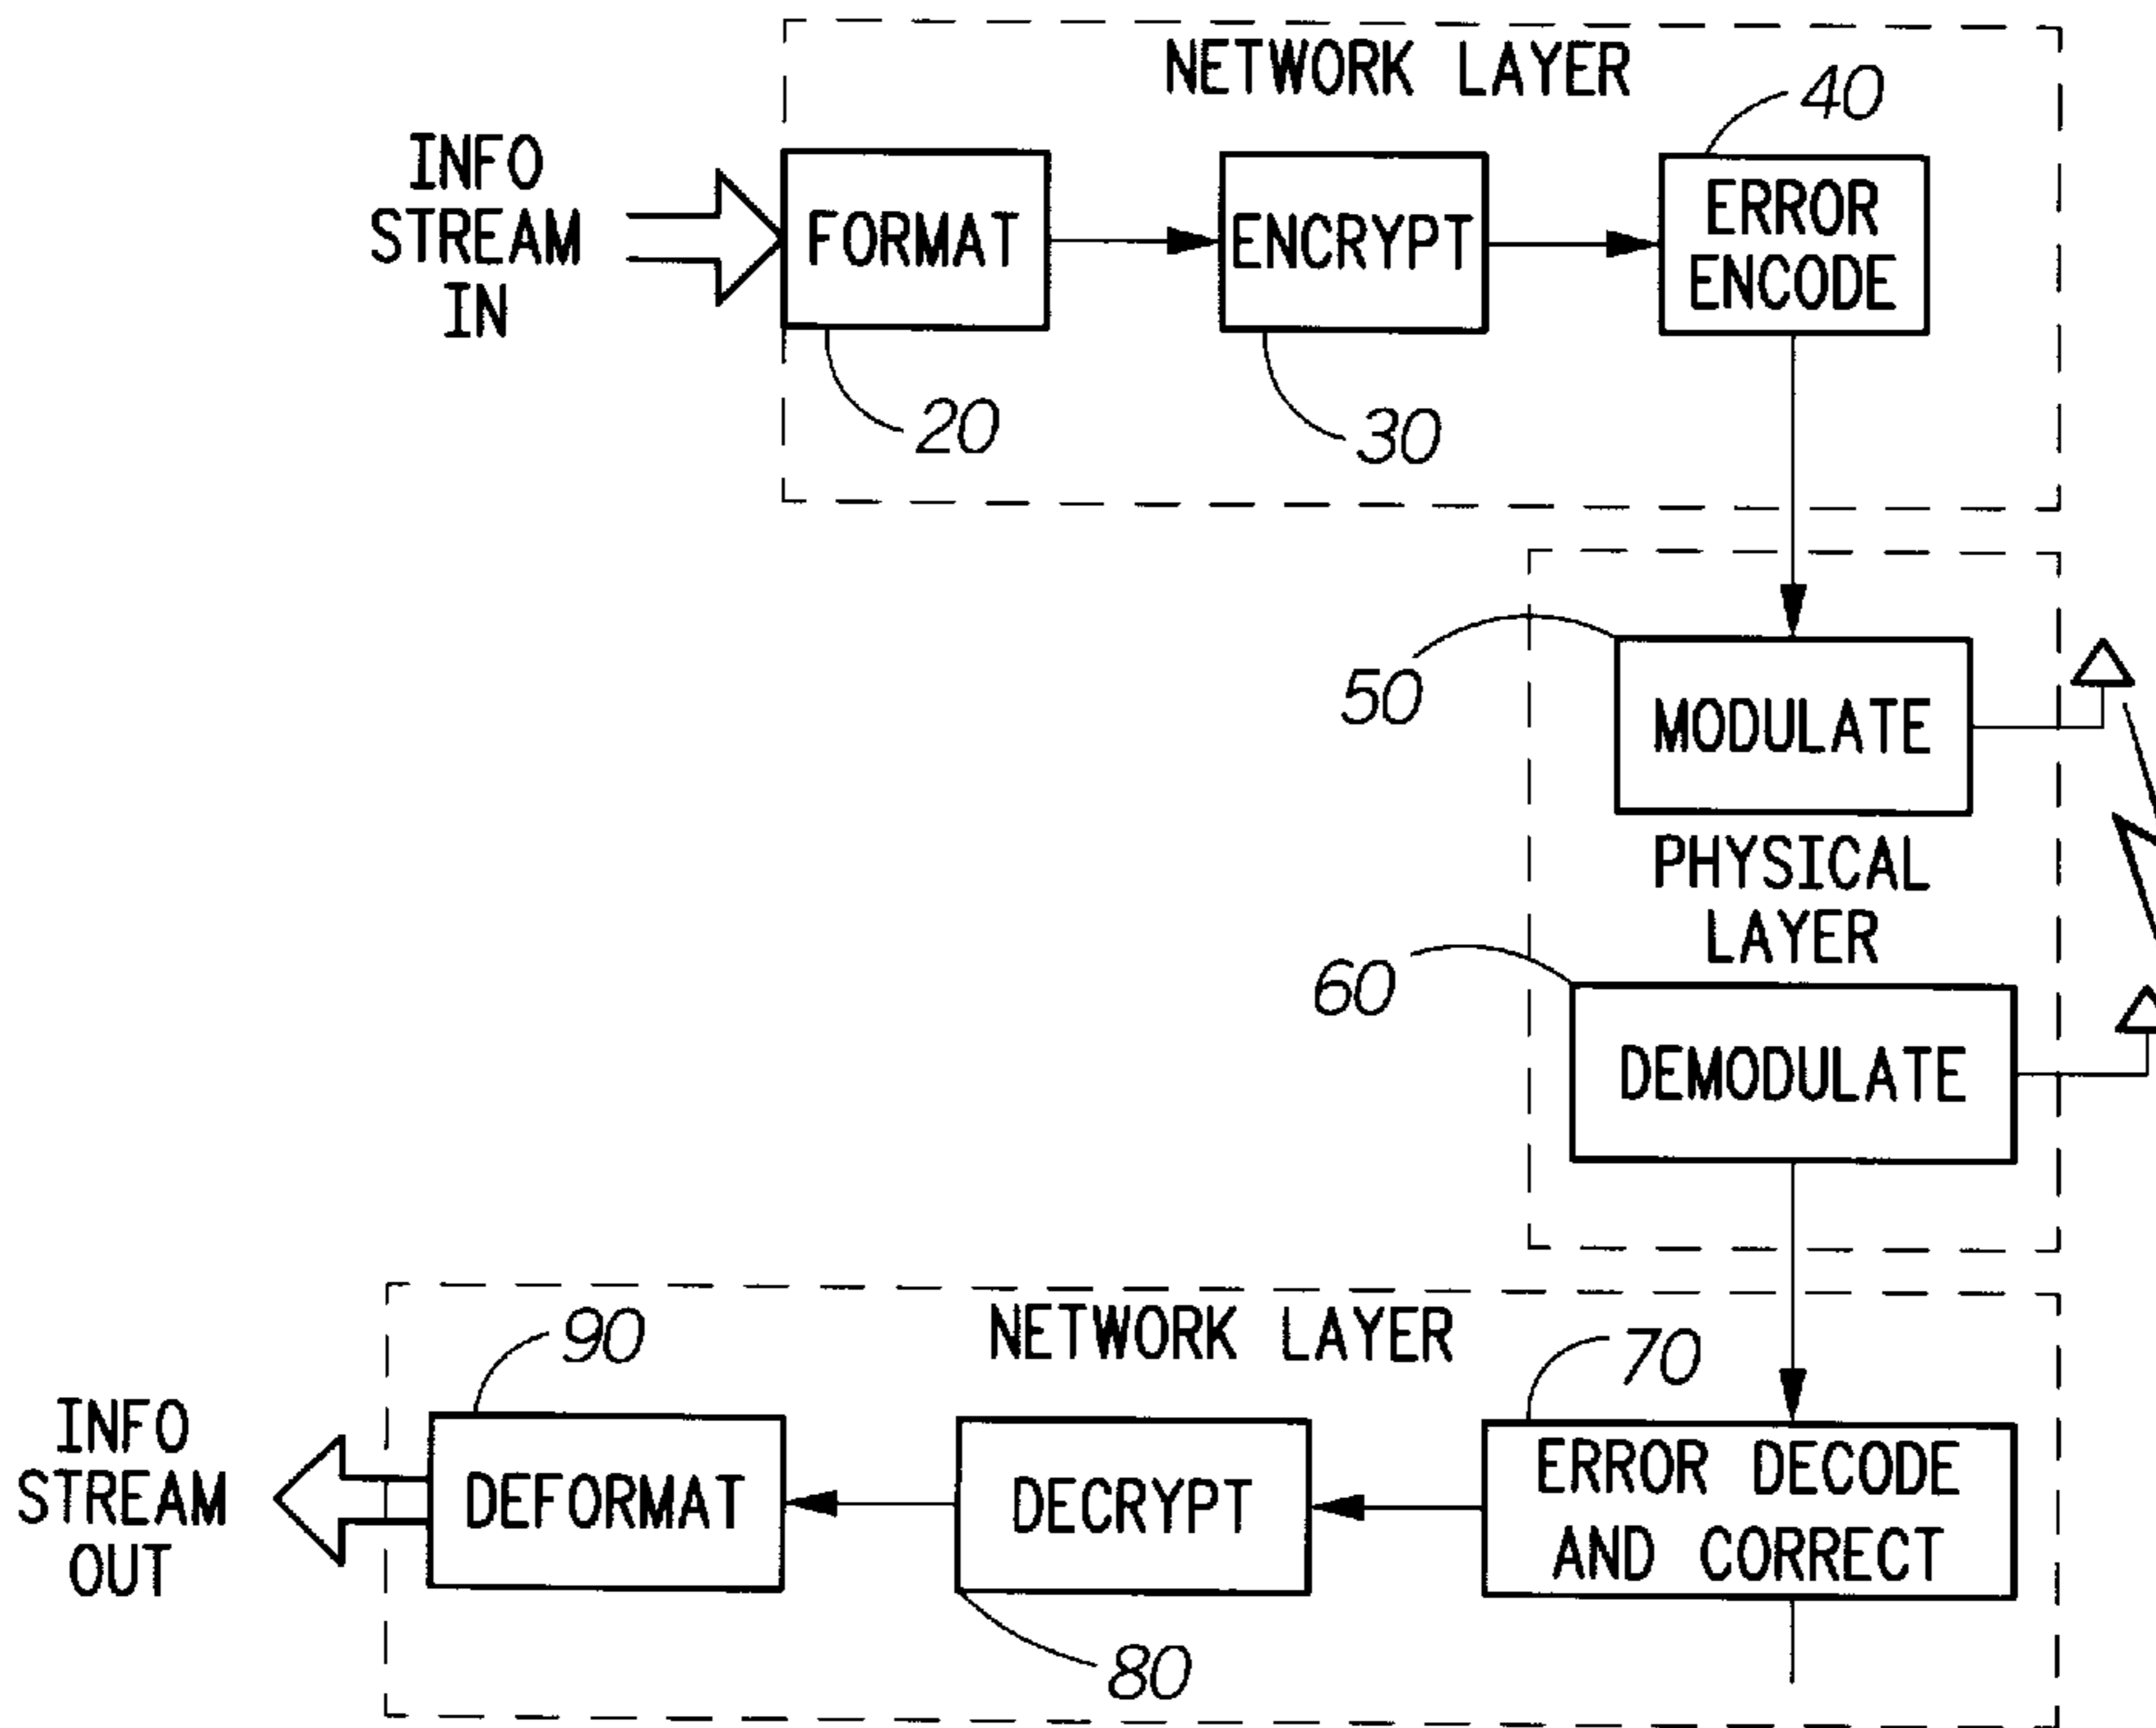 NETWORK LAYER
40
INFO
STREAM
IN
FORMAT
ENCRYPT
ERROR
ENCODE
20
30
50
MODULATE
PHYSICAL
LAYER
60
DEMODULATE
90
NETWORK LAYER
70
INFO
STREAM
OUT
DEFORMAT
DECRYPT
ERROR DECODE
AND CORRECT
80